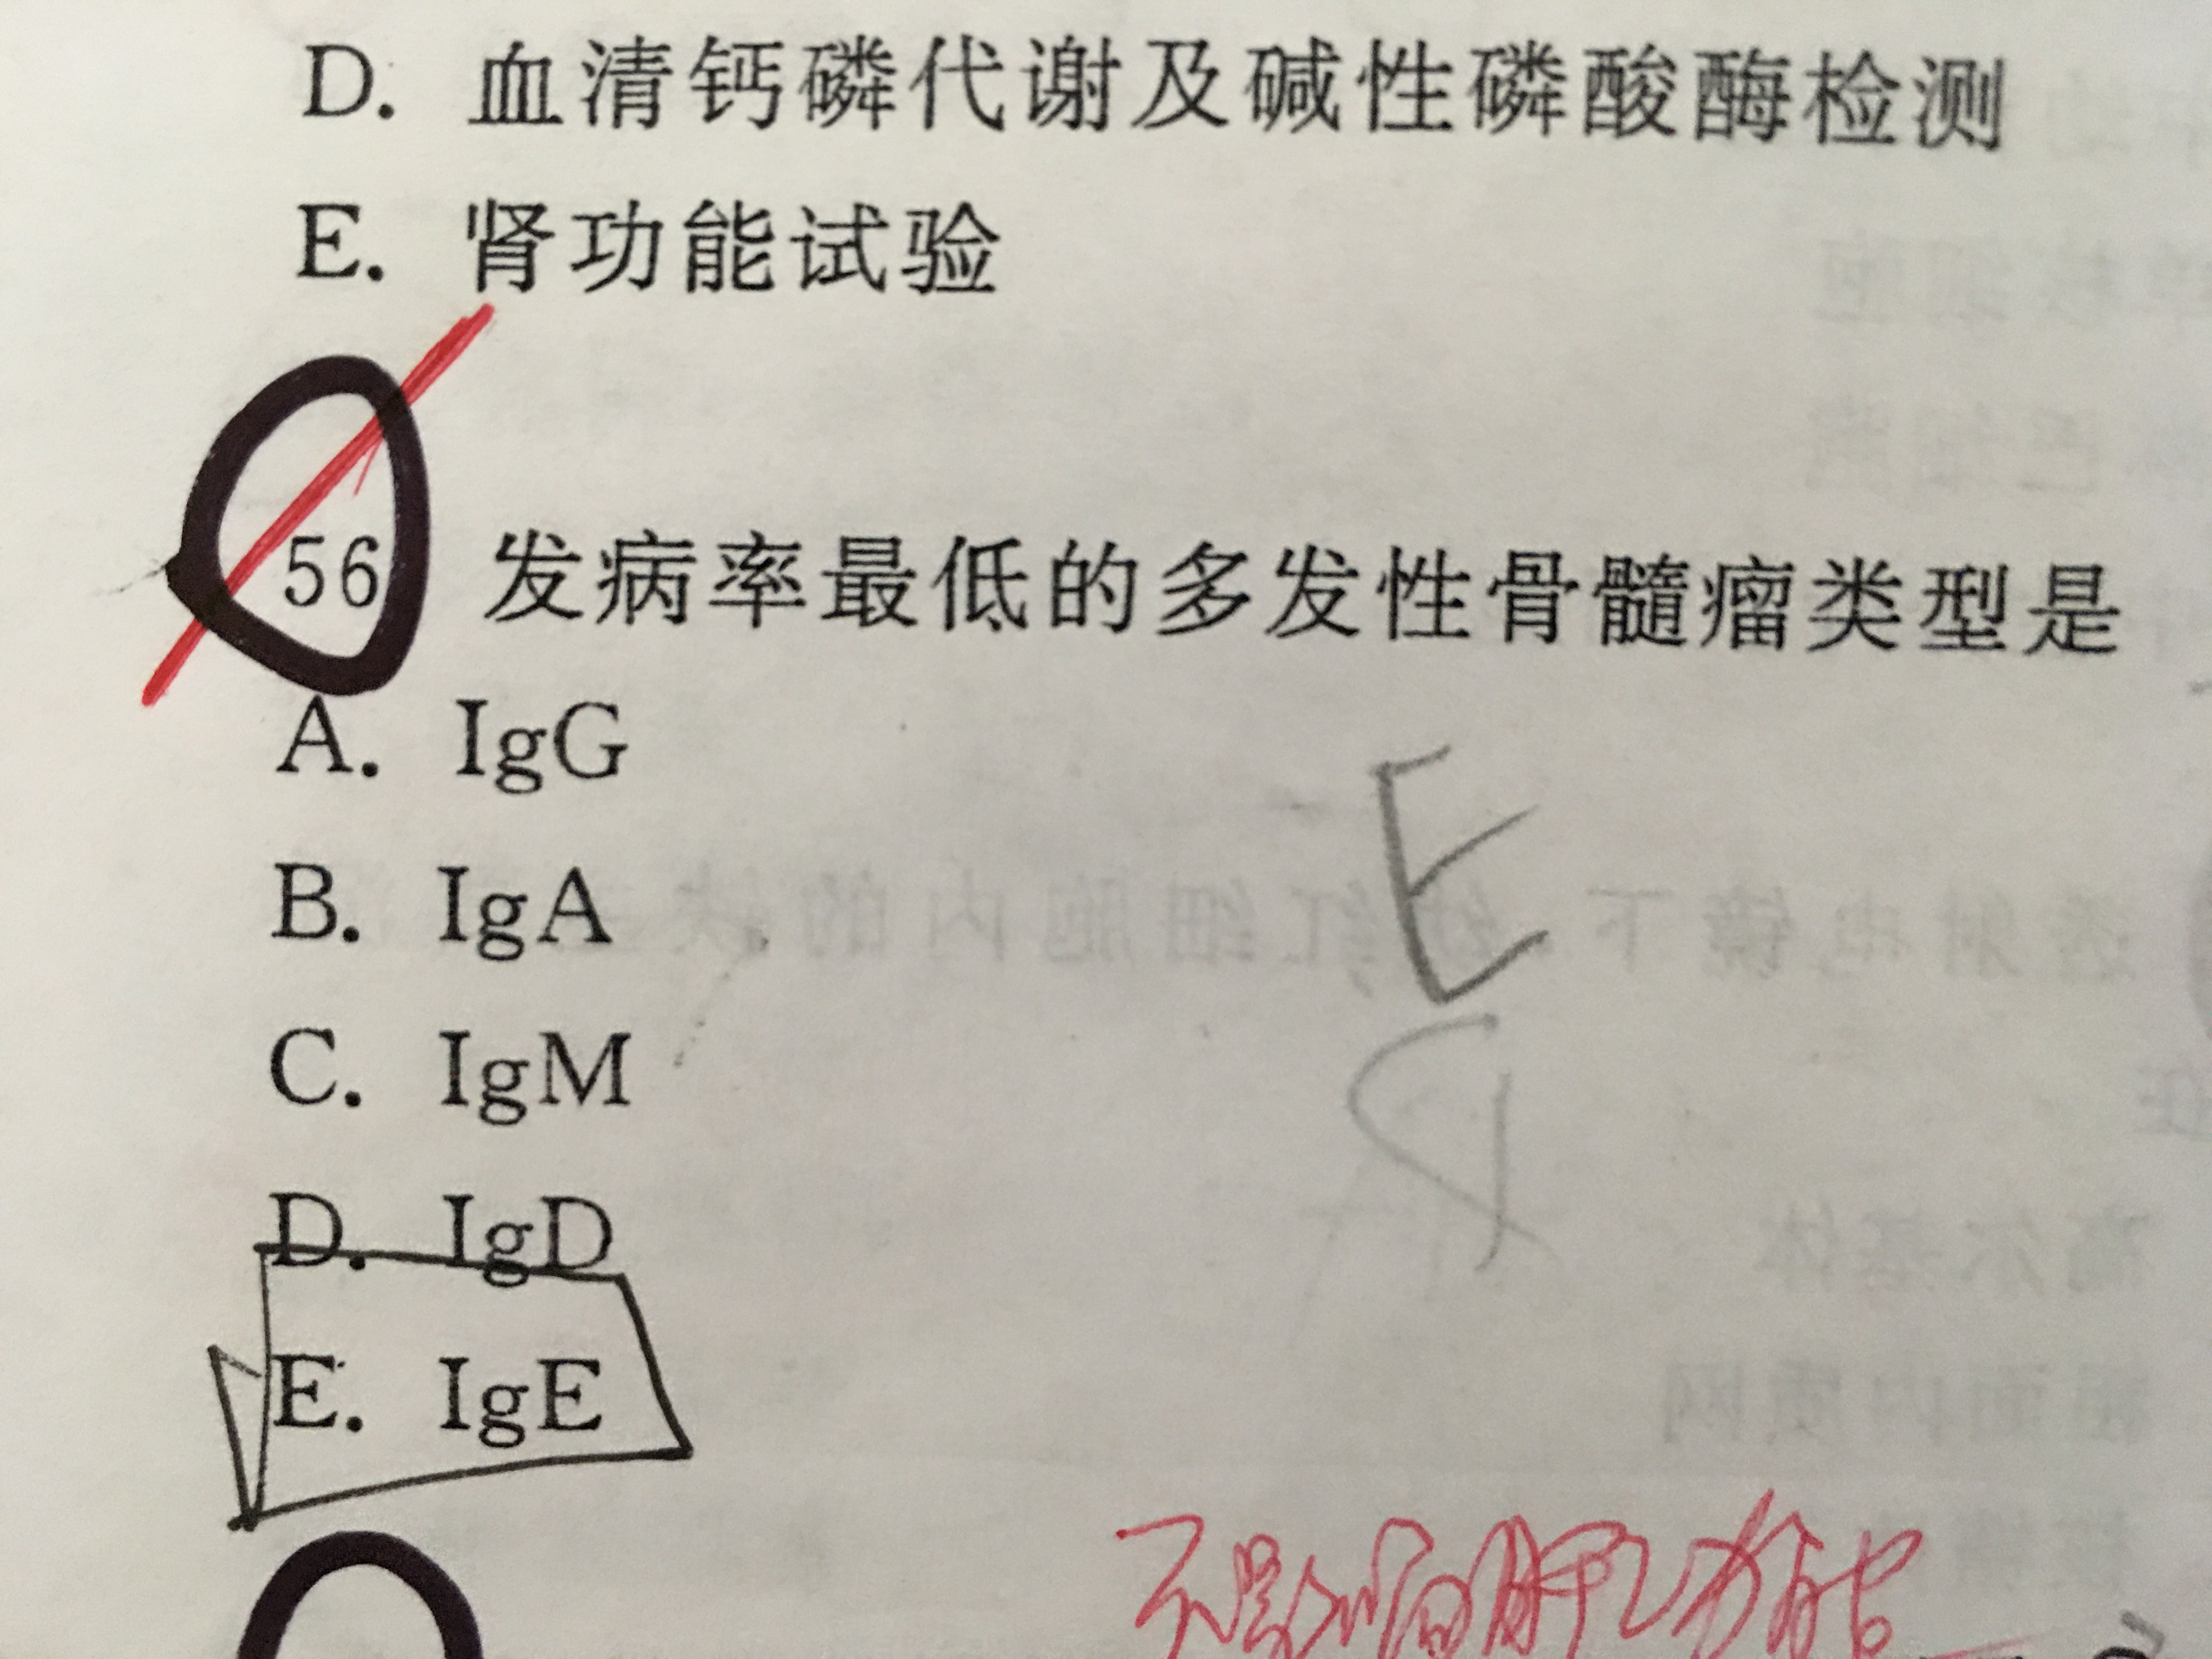 D. 血清钙磷代谢及碱性磷酸酶检测
E. 肾功能试验
56 发病率最低的多发性骨髓瘤类型是
A. IgG
B. IgA
C. IgM
D. IgD
E. IgE